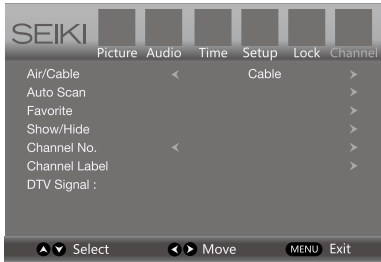 SEIKI
Picture Audio Time Setup Lock Channel
Air/Cable Cable
Auto Scan
Favorite
Show/Hide
Channel No.
Channel Label
DTV Signal :
Select Move MENU Exit